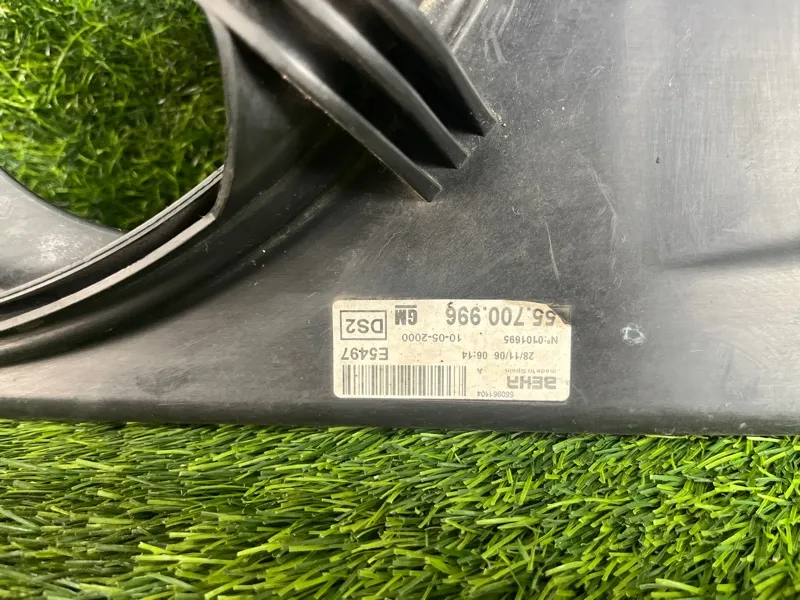 BEHR
made in Spain
A
560961104
28/11/06 06:14
E5497
Nº:0101695
10-05-2000
55.700.996
GM
DS2